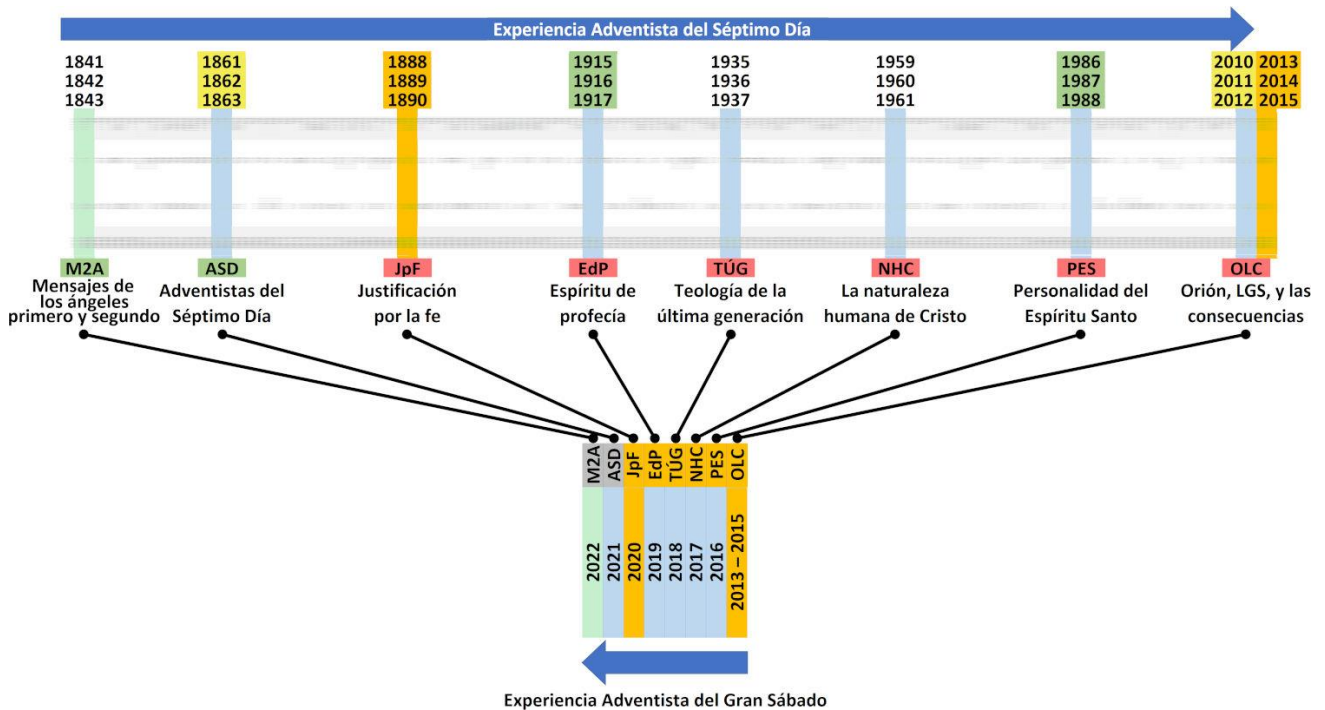 Experiencia Adventista del Séptimo Día
1841 1861 1888 1915 1935 1959 1986 2010 2013
1842 1862 1889 1916 1936 1960 1987 2011 2014
1843 1863 1890 1917 1937 1961 1988 2012 2015
M2A ASD JpF EdP TÚG NHC PES OLC
Mensajes de los ángeles primero y segundo
Adventistas del Séptimo Día
Justificación por la fe
Espíritu de profecía
Teología de la última generación
La naturaleza humana de Cristo
Personalidad del Espíritu Santo
Orión, LGS, y las consecuencias
M2A ASD JpF EdP TÚG NHC PES OLC
2022 2021 2020 2019 2018 2017 2016 2013 – 2015
Experiencia Adventista del Gran Sábado